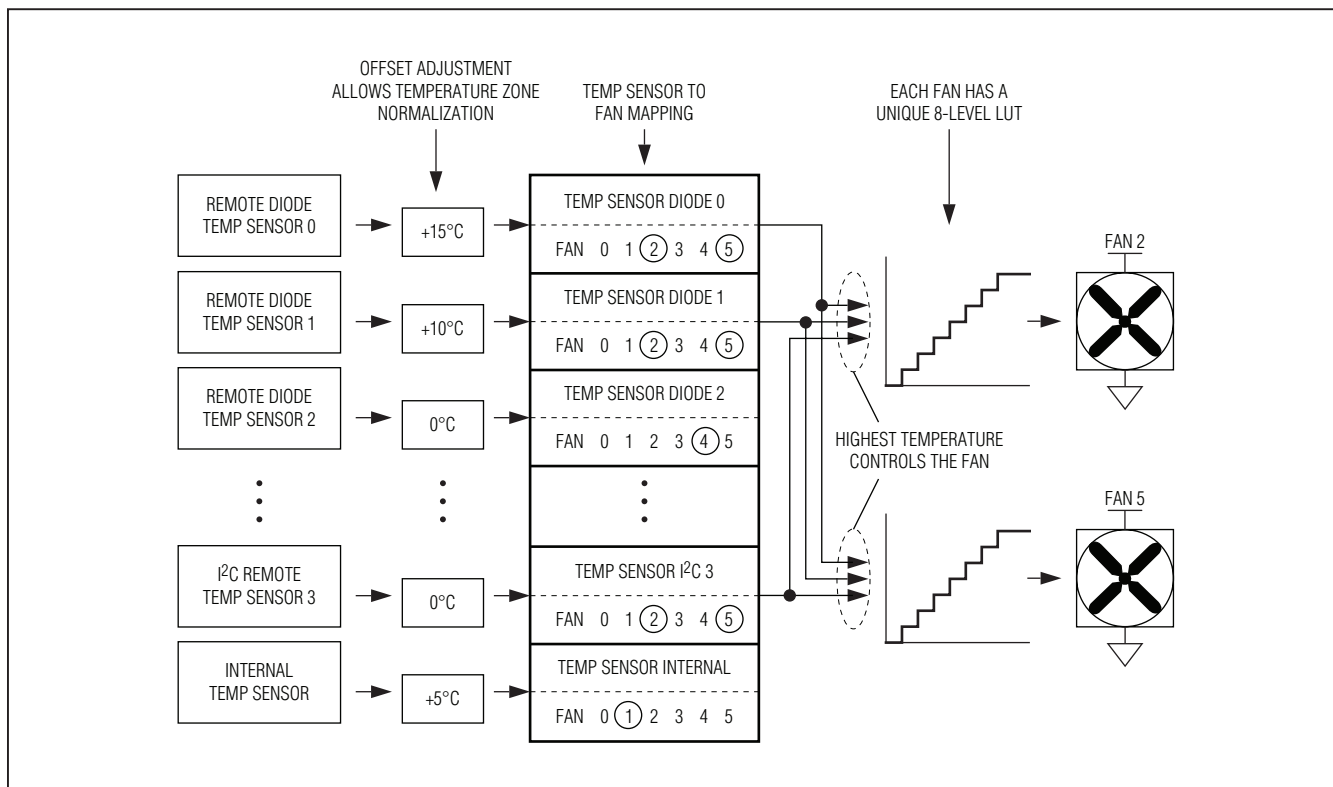 OFFSET ADJUSTMENT
ALLOWS TEMPERATURE ZONE
NORMALIZATION
TEMP SENSOR TO
FAN MAPPING
EACH FAN HAS A
UNIQUE 8-LEVEL LUT
REMOTE DIODE
TEMP SENSOR 0
+15°C
TEMP SENSOR DIODE 0
FAN 0 1 2 3 4 5
REMOTE DIODE
TEMP SENSOR 1
+10°C
TEMP SENSOR DIODE 1
FAN 0 1 2 3 4 5
REMOTE DIODE
TEMP SENSOR 2
0°C
TEMP SENSOR DIODE 2
FAN 0 1 2 3 4 5
I²C REMOTE
TEMP SENSOR 3
0°C
TEMP SENSOR I²C 3
FAN 0 1 2 3 4 5
INTERNAL
TEMP SENSOR
+5°C
TEMP SENSOR INTERNAL
FAN 0 1 2 3 4 5
FAN 2
HIGHEST TEMPERATURE
CONTROLS THE FAN
FAN 5